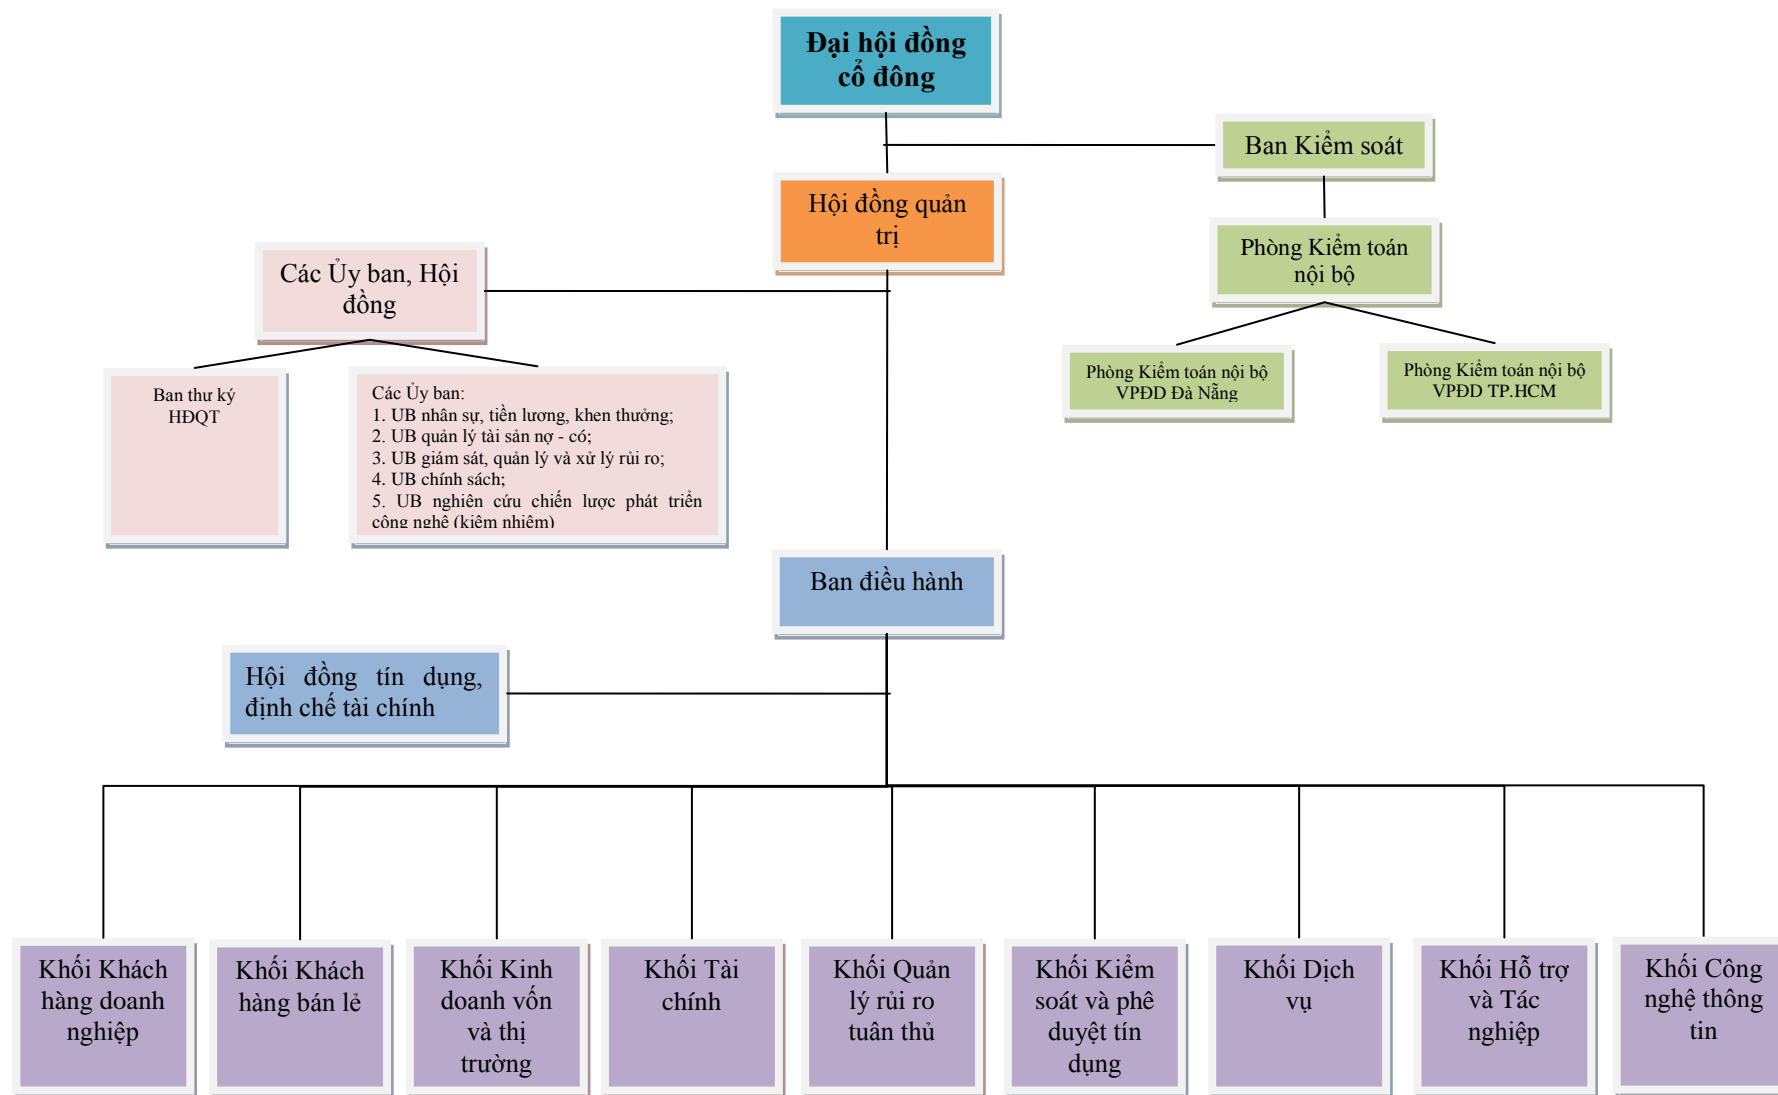 Đại hội đồng
cổ đông
Ban Kiểm soát
Hội đồng quản
trị
Phòng Kiểm toán
nội bộ
Các Ủy ban, Hội
đồng
Phòng Kiểm toán nội bộ
VPĐD Đà Nẵng
Phòng Kiểm toán nội bộ
VPĐD TP.HCM
Ban thư ký
HĐQT
Các Ủy ban:
1. UB nhân sự, tiền lương, khen thưởng;
2. UB quản lý tài sản nợ - có;
3. UB giám sát, quản lý và xử lý rủi ro;
4. UB chính sách;
5. UB nghiên cứu chiến lược phát triển
công nghệ (kiêm nhiệm)
Ban điều hành
Hội đồng tín dụng,
định chế tài chính
Khối Khách
hàng doanh
nghiệp
Khối Khách
hàng bán lẻ
Khối Kinh
doanh vốn
và thị
trường
Khối Tài
chính
Khối Quản
lý rủi ro
tuân thủ
Khối Kiểm
soát và phê
duyệt tín
dụng
Khối Dịch
vụ
Khối Hỗ trợ
và Tác
nghiệp
Khối Công
nghệ thông
tin